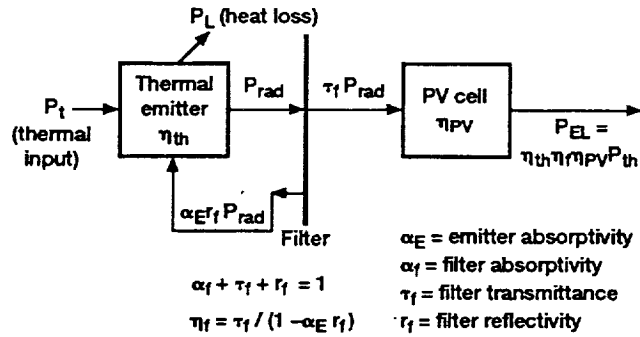 P_L (heat loss)
Thermal
emitter
η_th
P_t
(thermal
input)
P_rad
τ_f P_rad
PV cell
η_PV
P_EL =
η_th η_f η_PV P_th
α_E r_f P_rad
Filter
α_f + τ_f + r_f = 1
η_f = τ_f / (1 – α_E r_f)
α_E = emitter absorptivity
α_f = filter absorptivity
τ_f = filter transmittance
r_f = filter reflectivity